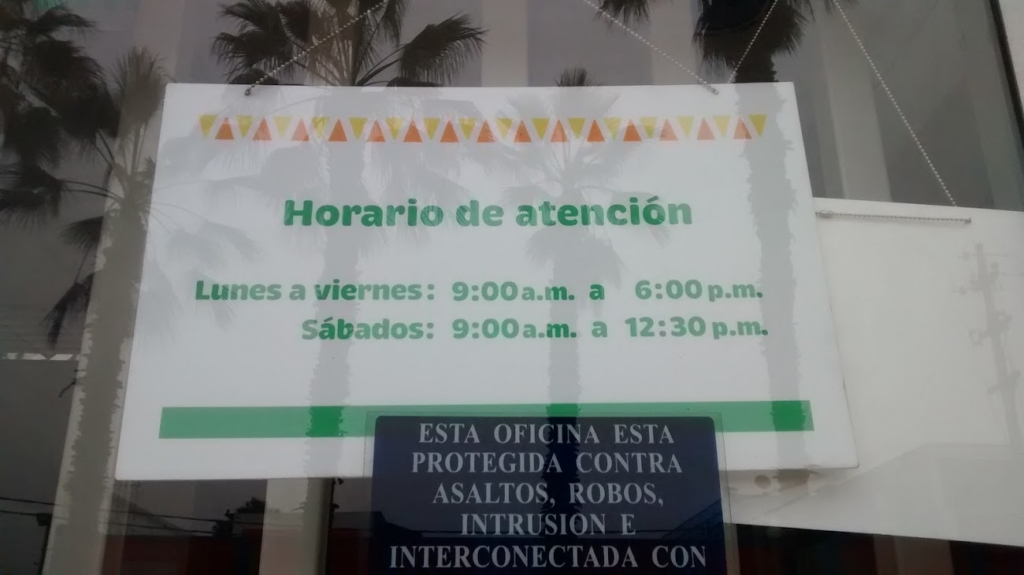 Horario de atención
Lunes a viernes: 9:00 a.m. a 6:00 p.m.
Sábados: 9:00 a.m. a 12:30 p.m.
ESTA OFICINA ESTA
PROTEGIDA CONTRA
ASALTOS, ROBOS,
INTRUSION E
INTERCONECTADA CON